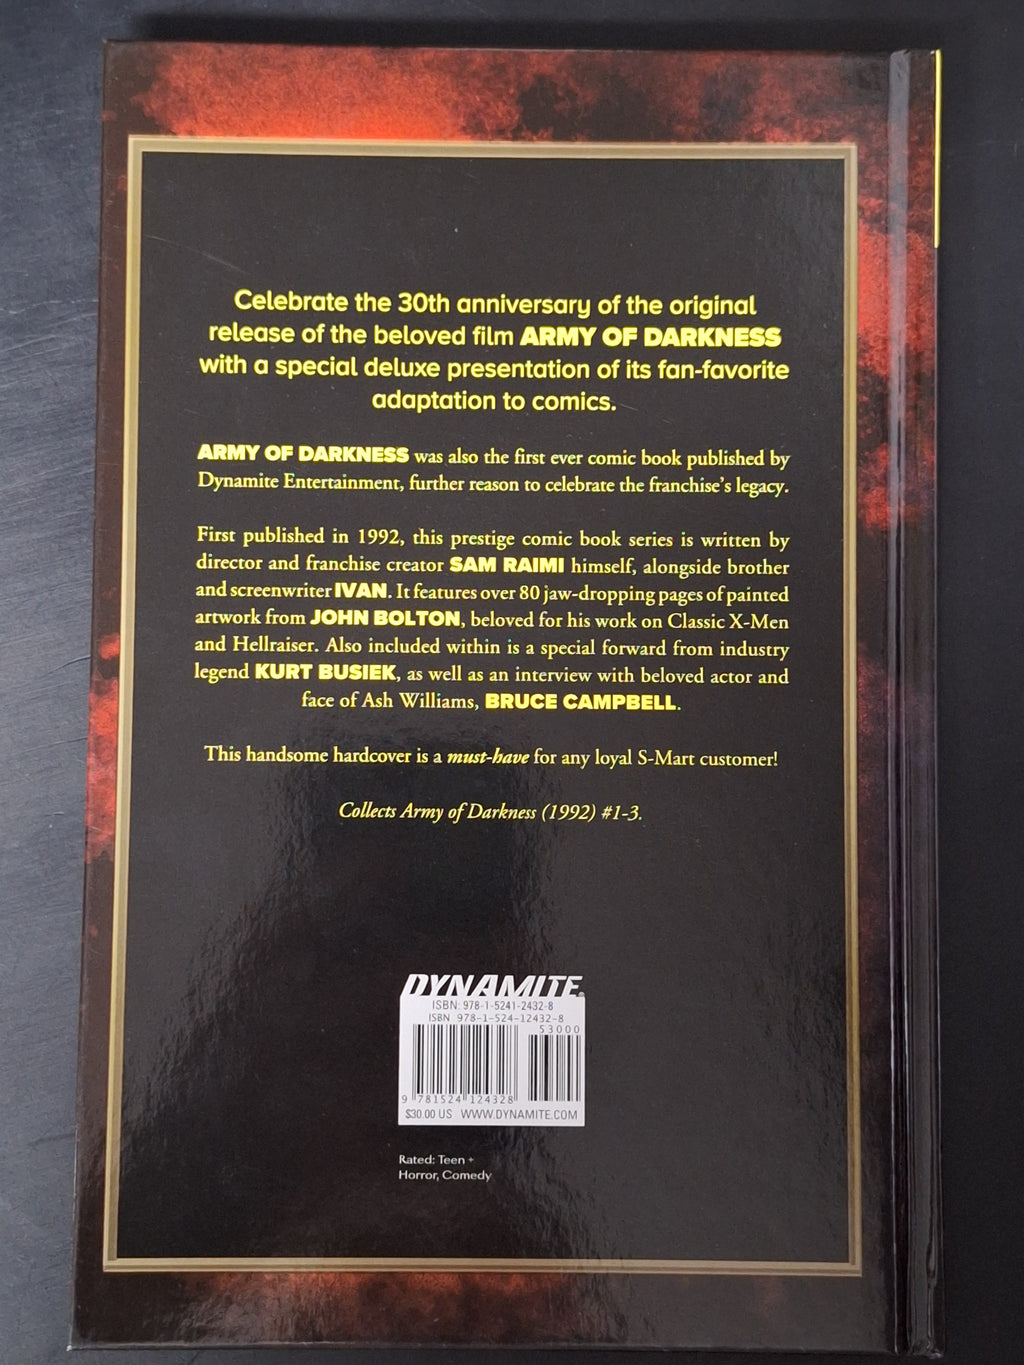 Celebrate the 30th anniversary of the original
release of the beloved film ARMY OF DARKNESS
with a special deluxe presentation of its fan-favorite
adaptation to comics.
ARMY OF DARKNESS was also the first ever comic book published by
Dynamite Entertainment, further reason to celebrate the franchise's legacy.
First published in 1992, this prestige comic book series is written by
director and franchise creator SAM RAIMI himself, alongside brother
and screenwriter IVAN. It features over 80 jaw-dropping pages of painted
artwork from JOHN BOLTON, beloved for his work on Classic X-Men
and Hellraiser. Also included within is a special forward from industry
legend KURT BUSIEK, as well as an interview with beloved actor and
face of Ash Williams, BRUCE CAMPBELL.
This handsome hardcover is a must-have for any loyal S-Mart customer!
Collects Army of Darkness (1992) #1-3.
DYNAMITE®
ISBN: 978-1-5241-2432-8
ISBN 978-1-524-12432-8
53000
9 781524 124328
$30.00 US WWW.DYNAMITE.COM
Rated: Teen +
Horror, Comedy